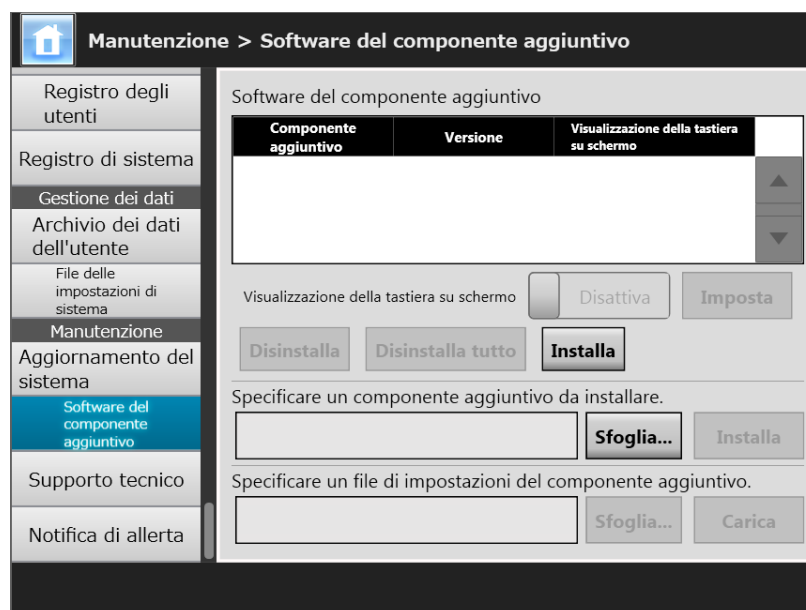 Manutenzione > Software del componente aggiuntivo
Registro degli
utenti
Registro di sistema
Gestione dei dati
Archivio dei dati
dell'utente
File delle
impostazioni di
sistema
Manutenzione
Aggiornamento del
sistema
Software del
componente
aggiuntivo
Supporto tecnico
Notifica di allerta
Software del componente aggiuntivo
Componente
aggiuntivo
Versione
Visualizzazione della tastiera
su schermo
Visualizzazione della tastiera su schermo
Disattiva
Imposta
Disinstalla
Disinstalla tutto
Installa
Specificare un componente aggiuntivo da installare.
Sfoglia...
Installa
Specificare un file di impostazioni del componente aggiuntivo.
Sfoglia...
Carica